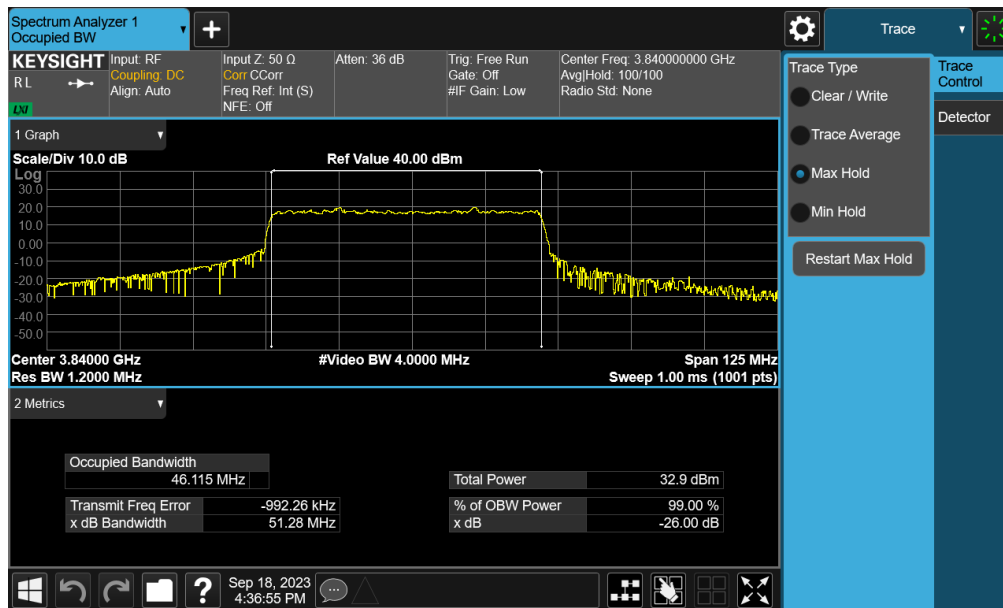 Spectrum Analyzer 1
Occupied BW
+
Trace
KEYSIGHT
R L
LXI
Input: RF
Coupling: DC
Align: Auto
Input Z: 50 Ω
Corr CCorr
Freq Ref: Int (S)
NFE: Off
Atten: 36 dB
Trig: Free Run
Gate: Off
#IF Gain: Low
Center Freq: 3.840000000 GHz
Avg|Hold: 100/100
Radio Std: None
Trace Type
Clear / Write
Trace Average
Max Hold
Min Hold
Restart Max Hold
Trace
Control
Detector
1 Graph
Scale/Div 10.0 dB
Ref Value 40.00 dBm
Log
30.0
20.0
10.0
0.00
-10.0
-20.0
-30.0
-40.0
-50.0
Center 3.84000 GHz
#Video BW 4.0000 MHz
Span 125 MHz
Res BW 1.2000 MHz
Sweep 1.00 ms (1001 pts)
2 Metrics
Occupied Bandwidth
46.115 MHz
Total Power 32.9 dBm
Transmit Freq Error -992.26 kHz
% of OBW Power 99.00 %
x dB Bandwidth 51.28 MHz
x dB -26.00 dB
?
Sep 18, 2023
4:36:55 PM